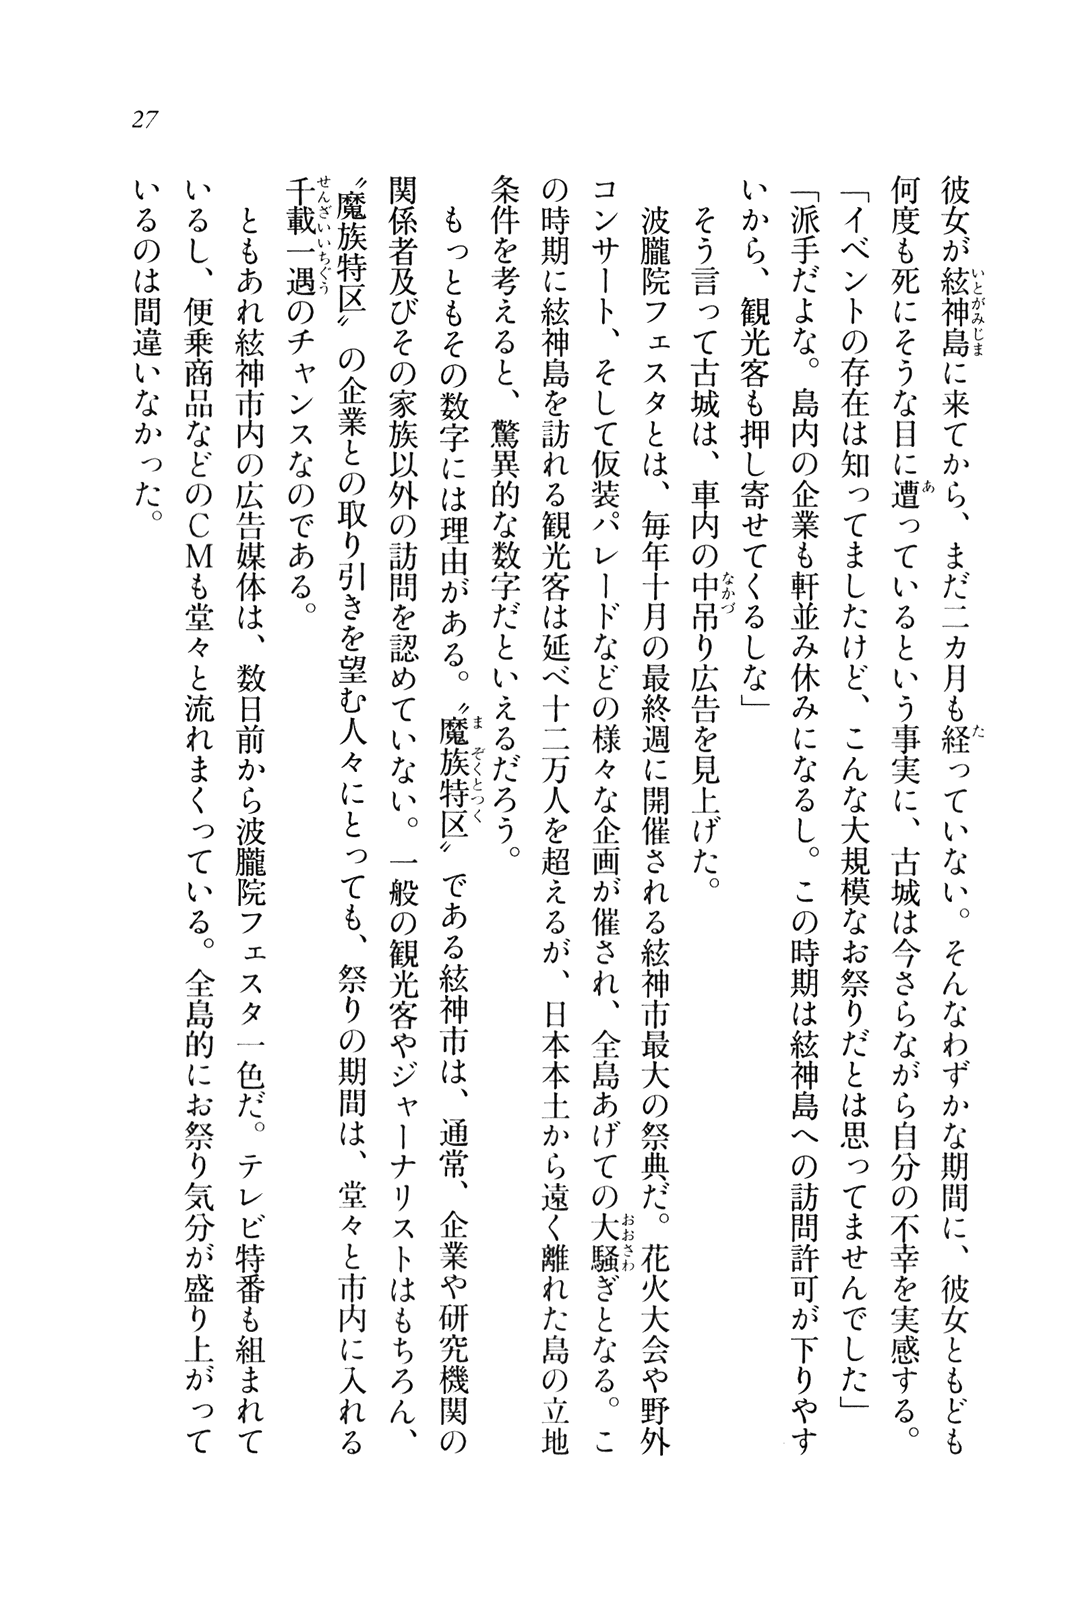 27
彼女が絃神島に来てから、まだ二カ月も経っていない。そんなわずかな期間に、彼女ともども
何度も死にそうな目に遭っているという事実に、古城は今さらながら自分の不幸を実感する。
「イベントの存在は知ってましたけど、こんな大規模なお祭りだとは思ってませんでした」
「派手だよな。島内の企業も軒並み休みになるし。この時期は絃神島への訪問許可が下りやす
いから、観光客も押し寄せてくるしな」
　そう言って古城は、車内の中吊り広告を見上げた。
　波朧院フェスタとは、毎年十月の最終週に開催される絃神市最大の祭典だ。花火大会や野外
コンサート、そして仮装パレードなどの様々な企画が催され、全島あげての大騒ぎとなる。こ
の時期に絃神島を訪れる観光客は延べ十二万人を超えるが、日本本土から遠く離れた島の立地
条件を考えると、驚異的な数字だといえるだろう。
　もっともその数字には理由がある。〝魔族特区〟である絃神市は、通常、企業や研究機関の
関係者及びその家族以外の訪問を認めていない。一般の観光客やジャーナリストはもちろん、
〝魔族特区〟の企業との取り引きを望む人々にとっても、祭りの期間は、堂々と市内に入れる
千載一遇のチャンスなのである。
　ともあれ絃神市内の広告媒体は、数日前から波朧院フェスタ一色だ。テレビ特番も組まれて
いるし、便乗商品などのＣＭも堂々と流れまくっている。全島的にお祭り気分が盛り上がって
いるのは間違いなかった。